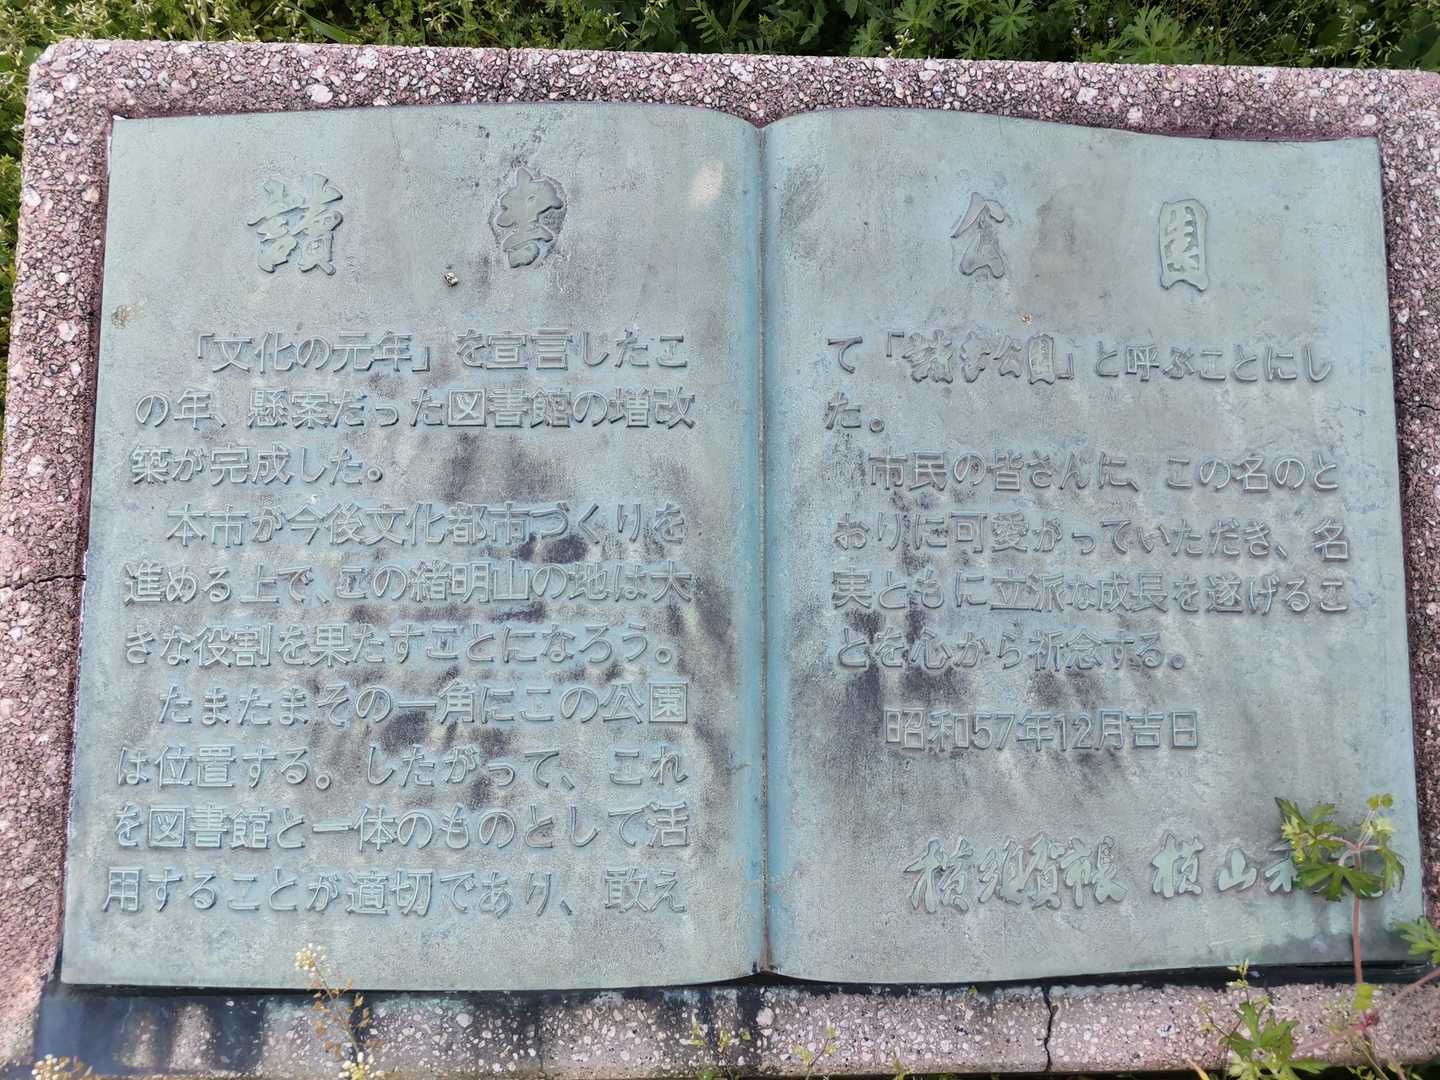 讀書
「文化の元年」を宣言したこ
の年、懸案だった図書館の増改
築が完成した。
本市が今後文化都市づくりを
進める上で、この緒明山の地は大
きな役割を果たすことになろう。
たまたまその一角にこの公園
は位置する。したがって、これ
を図書館と一体のものとして活
用することが適切であり、敢え
公園
て「讀書公園」と呼ぶことにし
た。
市民の皆さんに、この名のと
おりに可愛がっていただき、名
実ともに立派な成長を遂げるこ
とを心から祈念する。
昭和57年12月吉日
横須賀市長 横山和